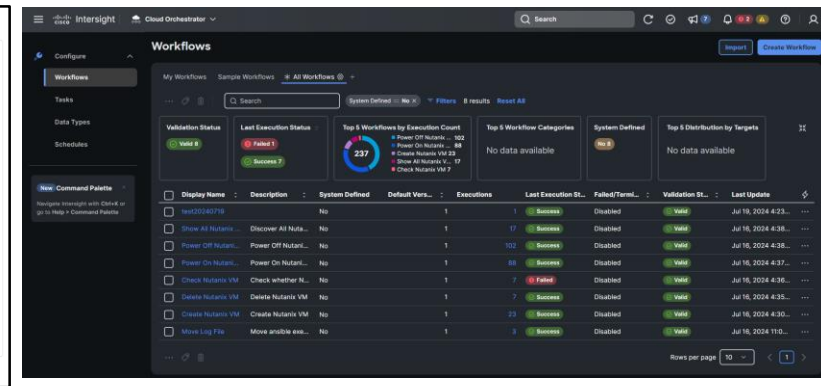 cisco Intersight Cloud Orchestrator Search
Configure
Workflows
Tasks
Data Types
Schedules
New Command Palette
Navigate Intersight with Ctrl+K or
go to Help > Command Palette
Workflows Import Create Workflow
My Workflows Sample Workflows All Workflows +
Search System Defined No × Filters 8 results Reset All
Validation Status
Valid 8
Last Execution Status
Failed 1
Success 7
Top 5 Workflows by Execution Count
237
Power Off Nutanix ... 102
Power On Nutanix ... 88
Create Nutanix VM 23
Show All Nutanix V... 17
Check Nutanix VM 7
Top 5 Workflow Categories
No data available
System Defined
No 8
Top 5 Distribution by Targets
No data available
Display Name Description System Defined Default Vers... Executions Last Execution St... Failed/Termi... Validation St... Last Update
test20240718 No 1 1 Success Disabled Valid Jul 19, 2024 4:23...
Show All Nutanix ... Discover All Nuta... No 1 17 Success Disabled Valid Jul 16, 2024 4:38...
Power Off Nutani... Power Off Nutani... No 1 102 Success Disabled Valid Jul 16, 2024 4:38...
Power On Nutani... Power On Nutani... No 1 88 Success Disabled Valid Jul 16, 2024 4:37...
Check Nutanix VM Check whether N... No 1 7 Failed Disabled Valid Jul 16, 2024 4:36...
Delete Nutanix VM Delete Nutanix VM No 1 7 Success Disabled Valid Jul 16, 2024 4:35...
Create Nutanix VM Create Nutanix VM No 1 23 Success Disabled Valid Jul 16, 2024 4:30...
Move Log File Move ansible exe... No 1 3 Success Disabled Valid Jul 16, 2024 11:0...
Rows per page 10 1